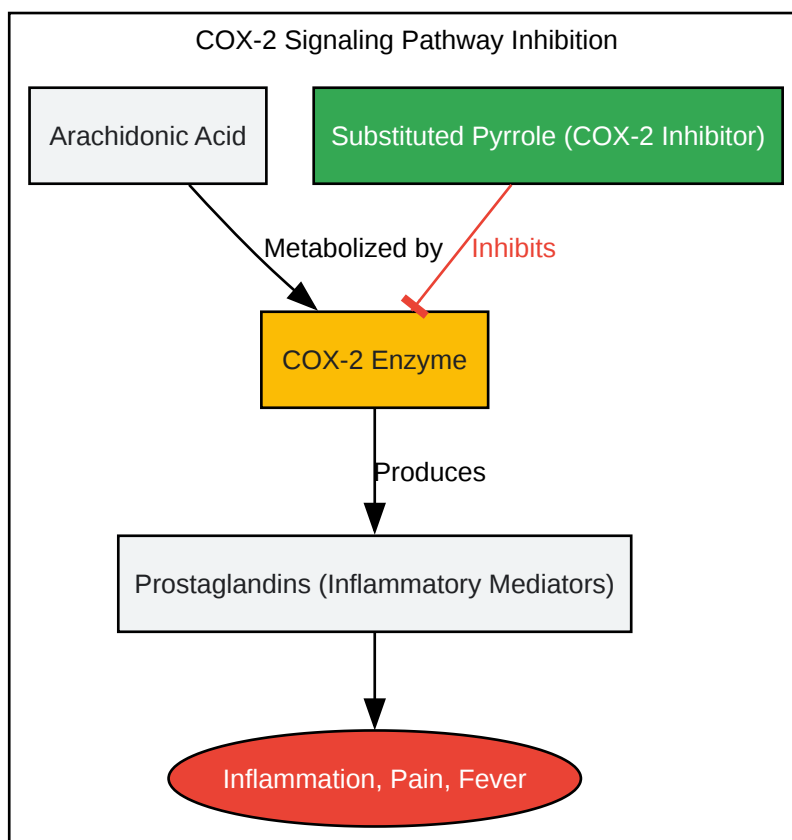 COX-2 Signaling Pathway Inhibition
Arachidonic Acid
Substituted Pyrrole (COX-2 Inhibitor)
Metabolized by
Inhibits
COX-2 Enzyme
Produces
Prostaglandins (Inflammatory Mediators)
Inflammation, Pain, Fever